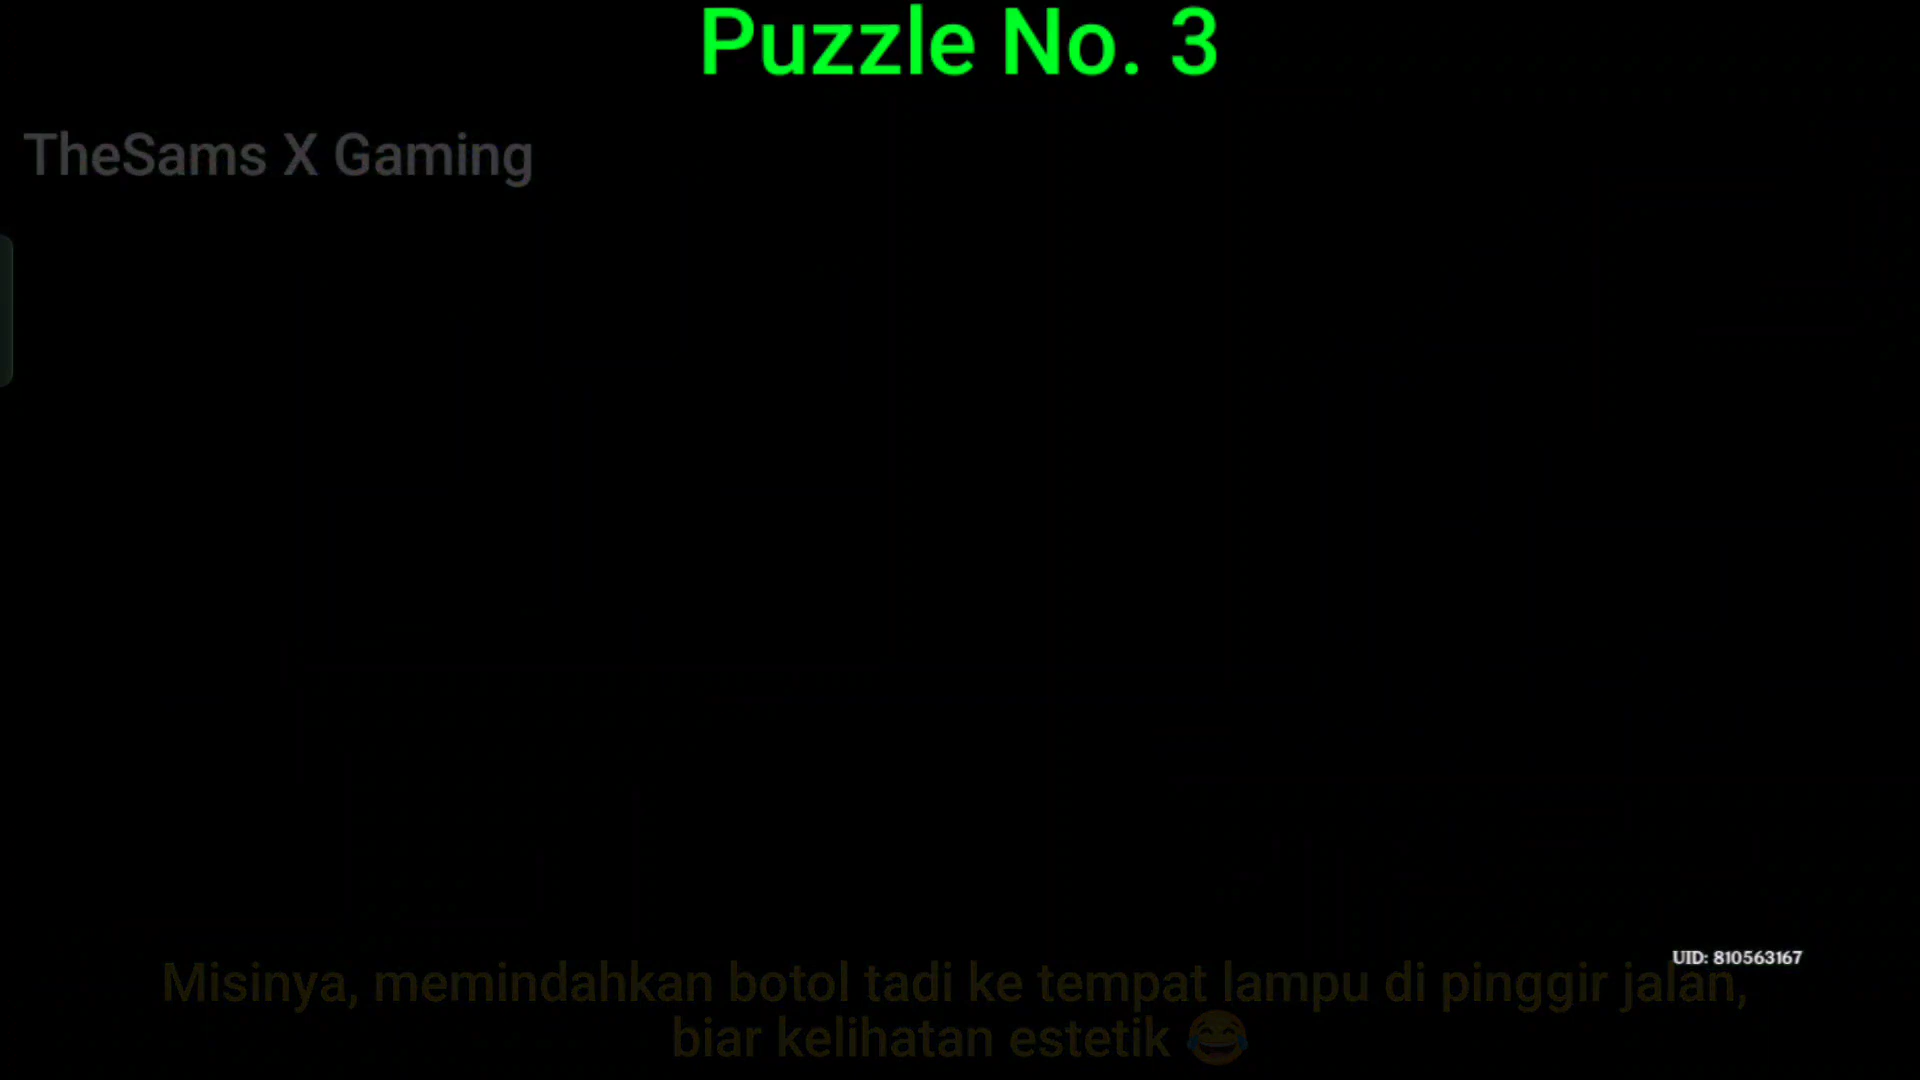 Puzzle No. 3
TheSams X Gaming
UID: 810563167
Misinya, memindahkan botol tadi ke tempat lampu di pinggir jalan,
biar kelihatan estetik 😂